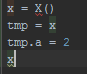 x = X()
tmp = x
tmp.a = 2
x